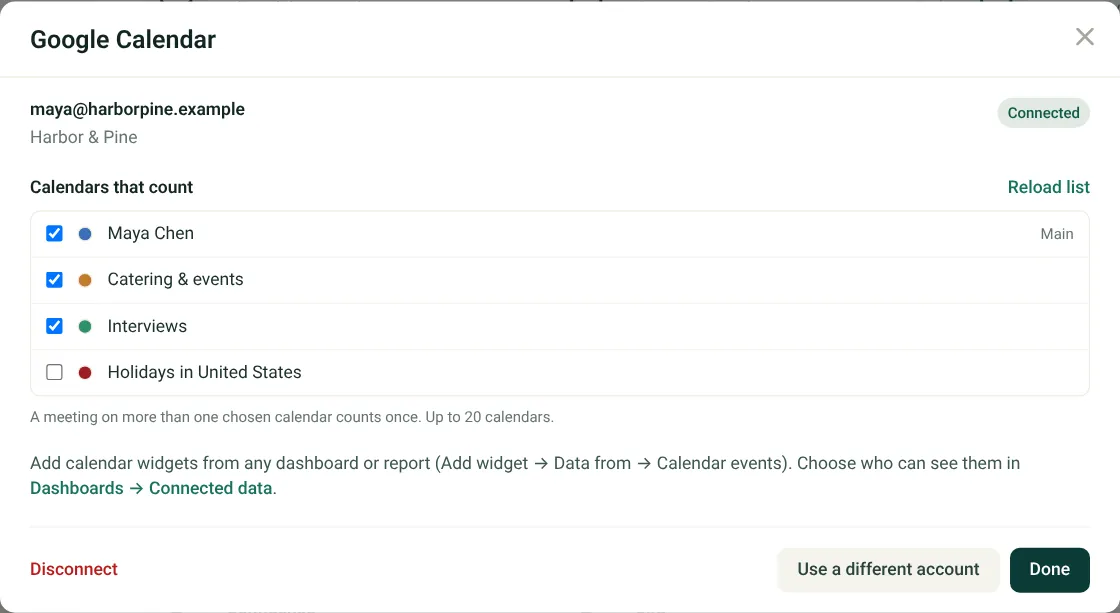 Google Calendar
maya@harborpine.example
Connected
Harbor & Pine
Calendars that count
Reload list
Maya Chen
Main
Catering & events
Interviews
Holidays in United States
A meeting on more than one chosen calendar counts once. Up to 20 calendars.
Add calendar widgets from any dashboard or report (Add widget → Data from → Calendar events). Choose who can see them in
Dashboards → Connected data.
Disconnect
Use a different account
Done